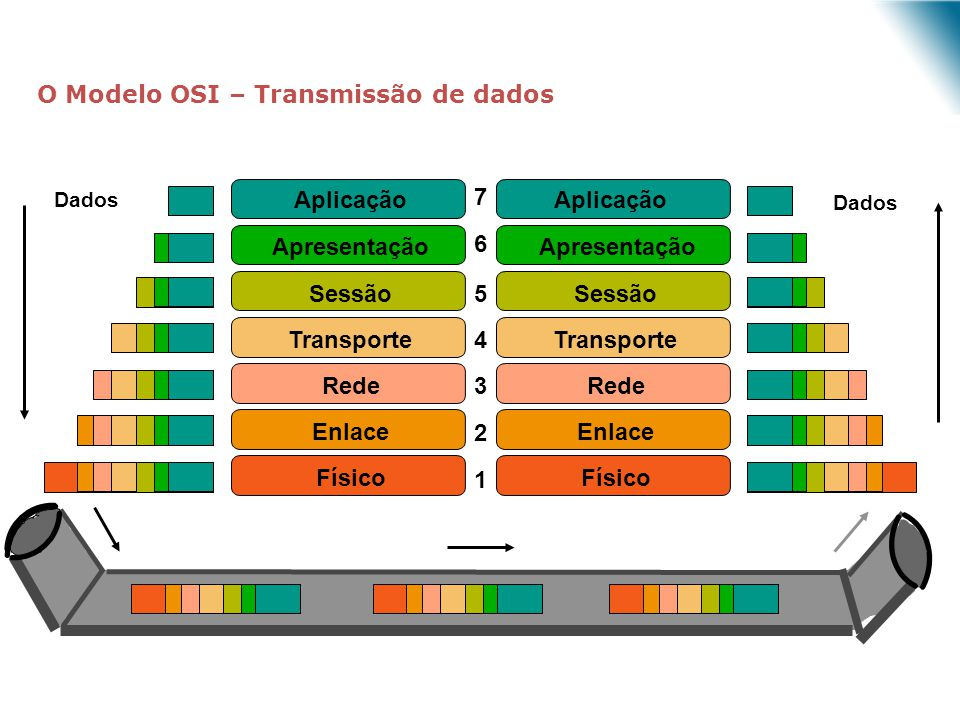 O Modelo OSI – Transmissão de dados
Dados
Aplicação 7 Aplicação
Dados
Apresentação 6 Apresentação
Sessão 5 Sessão
Transporte 4 Transporte
Rede 3 Rede
Enlace 2 Enlace
Físico 1 Físico